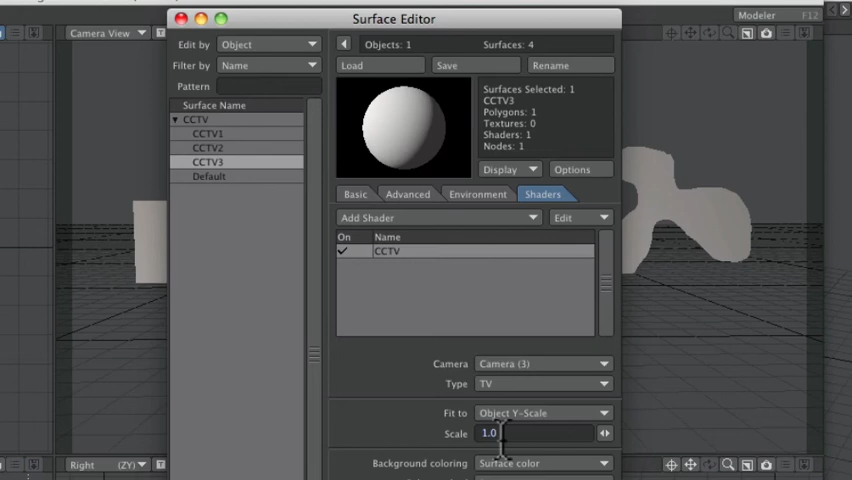 Surface Editor
Modeler F12
Camera View
Edit by Object
Filter by Name
Pattern
Surface Name
CCTV
CCTV1
CCTV2
CCTV3
Default
Objects: 1 Surfaces: 4
Load Save Rename
Surfaces Selected: 1
CCTV3
Polygons: 1
Textures: 0
Shaders: 1
Nodes: 1
Display Options
Basic Advanced Environment Shaders
Add Shader Edit
On Name
CCTV
Camera Camera (3)
Type TV
Fit to Object Y-Scale
Scale 1.0
Background coloring Surface color
Right (ZY)